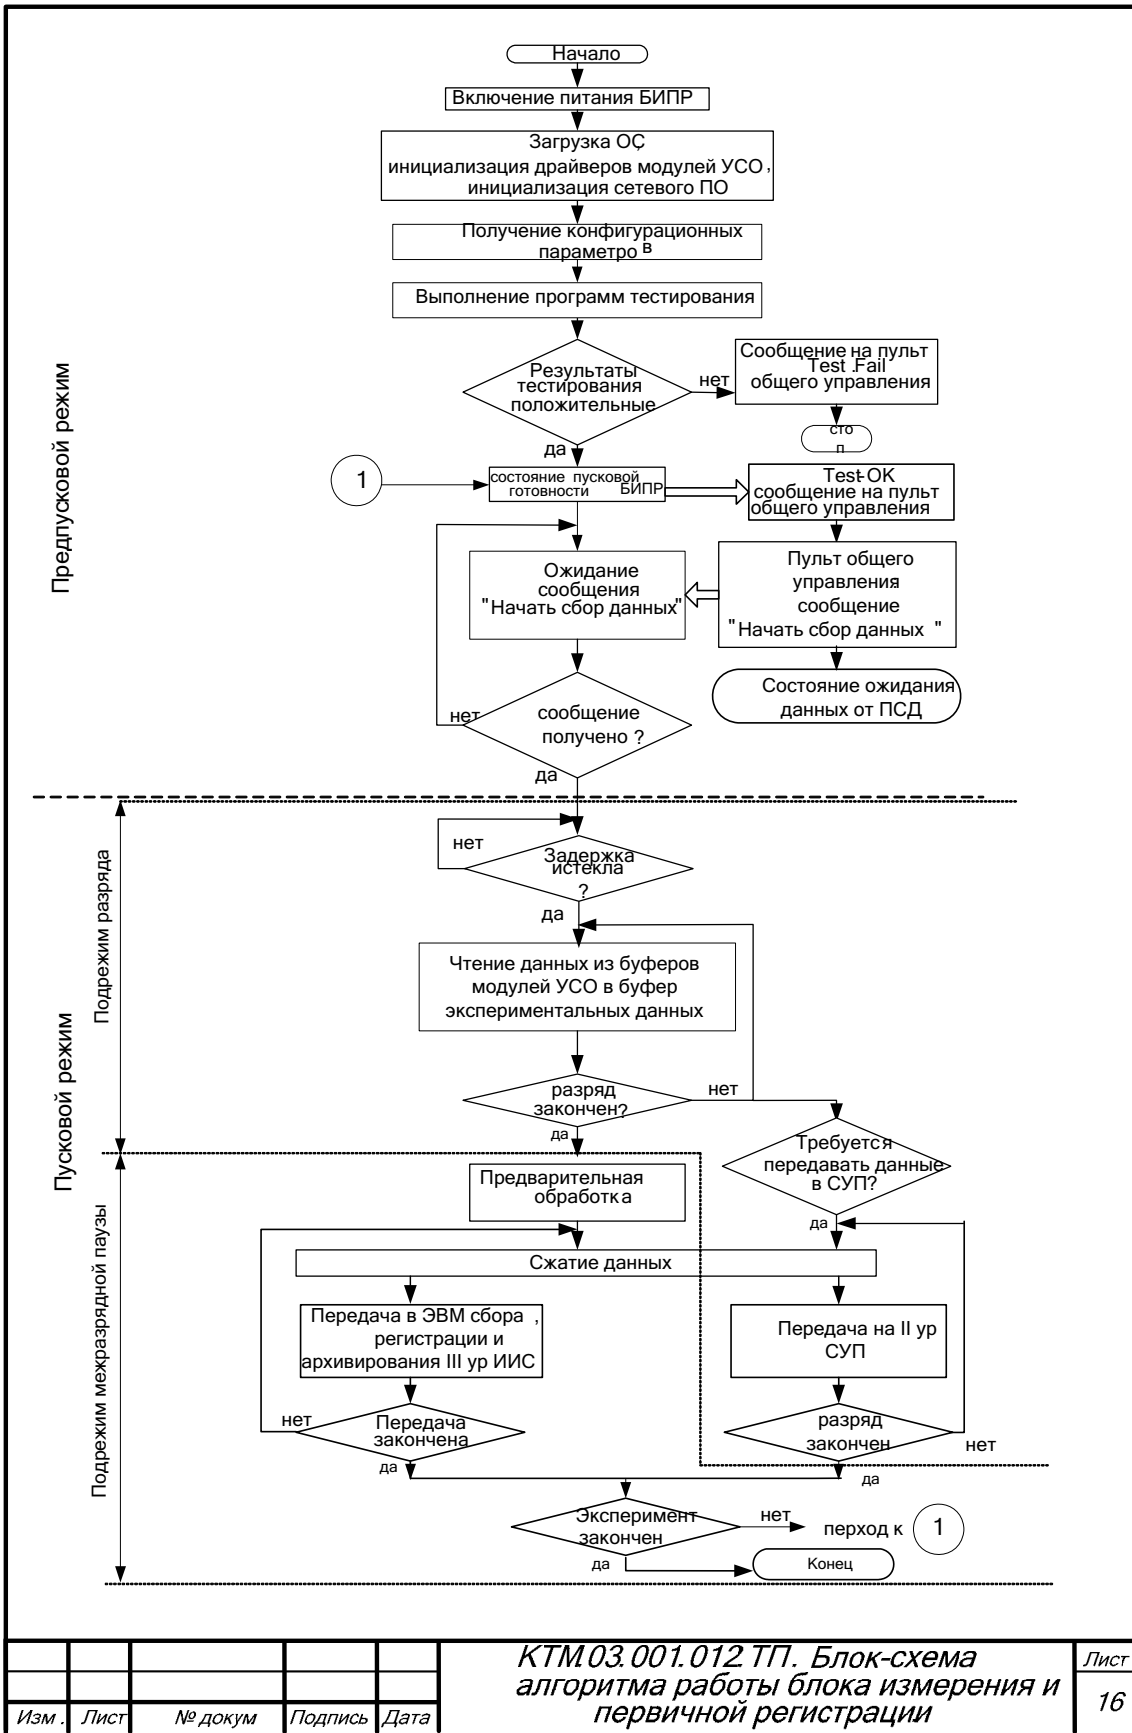 Начало
Включение питания БИПР
Загрузка ОС,
инициализация драйверов модулей УСО,
инициализация сетевого ПО
Получение конфигурационных
параметров
Выполнение программ тестирования
Результаты
тестирования
положительные
нет
Сообщение на пульт
Test Fail
общего управления
сто
п
да
1
состояние пусковой
готовности БИПР
Test-OK
сообщение на пульт
общего управления
Ожидание
сообщения
"Начать сбор данных"
Пульт общего
управления
сообщение
"Начать сбор данных "
Состояние ожидания
данных от ПСД
нет
сообщение
получено ?
да
Предпусковой режим
нет
Задержка
истекла
?
да
Чтение данных из буферов
модулей УСО в буфер
экспериментальных данных
разряд
закончен?
нет
да
Требуется
передавать данные
в СУП?
да
Подрежим разряда
Пусковой режим
Предварительная
обработка
Сжатие данных
Передача в ЭВМ сбора ,
регистрации и
архивирования III ур ИИС
Передача на II ур
СУП
нет
Передача
закончена
да
разряд
закончен
нет
да
Подрежим межразрядной паузы
Эксперимент
закончен
нет
перход к
1
да
Конец
КТМ.03.001.012 ТП. Блок-схема
алгоритма работы блока измерения и
первичной регистрации
Лист
16
Изм . Лист № докум Подпись Дата